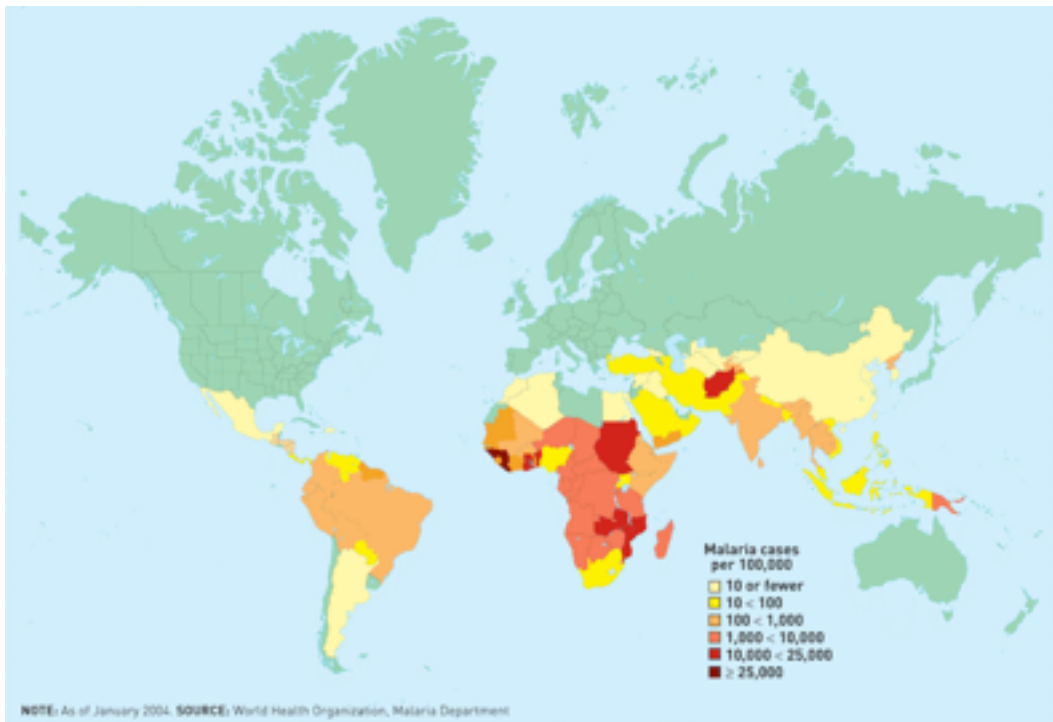 Malaria cases
per 100,000
10 or fewer
10 < 100
100 < 1,000
1,000 < 10,000
10,000 < 25,000
≥ 25,000
NOTE: As of January 2004. SOURCE: World Health Organization, Malaria Department